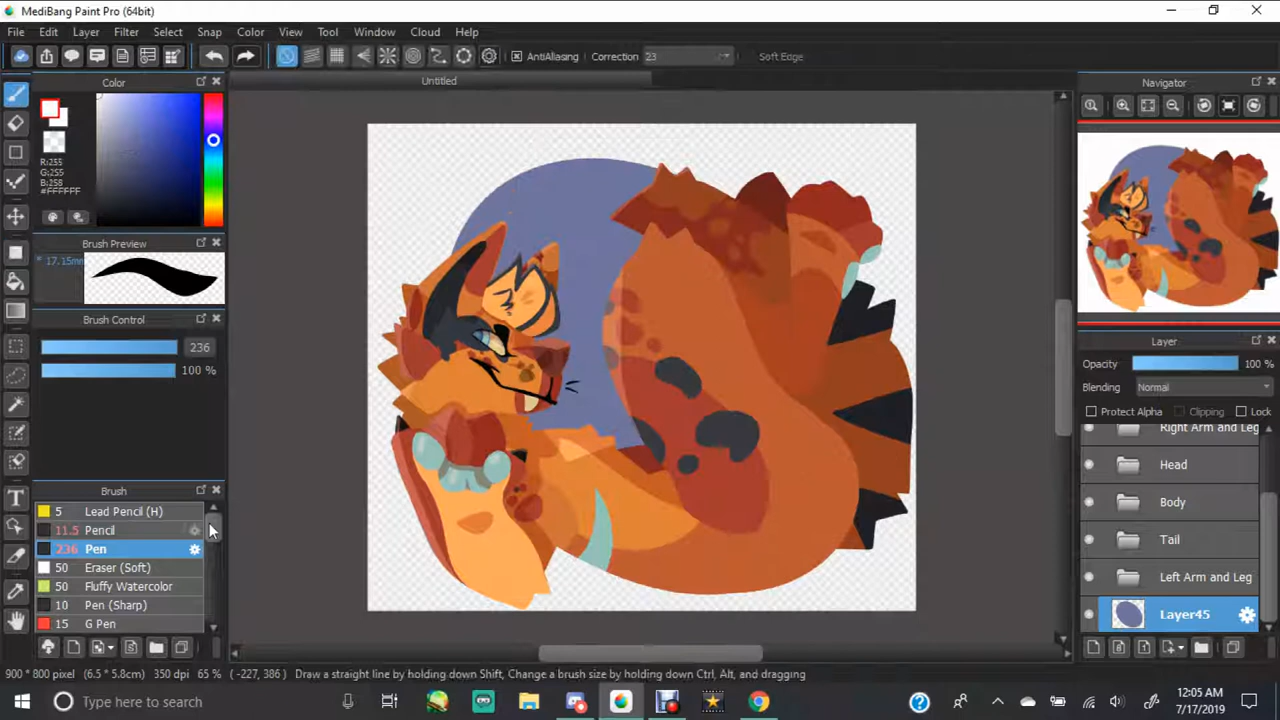 MediBang Paint Pro (64bit)
File Edit Layer Filter Select Snap Color View Tool Window Cloud Help
AntiAliasing Correction 23 Soft Edge
Color
Untitled
Navigator
R:255
G:255
B:258
#FFFFFF
Brush Preview
* 17.15mm
Brush Control
236
100 %
Layer
Opacity 100 %
Blending Normal
Protect Alpha Clipping Lock
Right Arm and Leg
Head
Body
Tail
Left Arm and Leg
Layer45
Brush
5 Lead Pencil (H)
11.5 Pencil
236 Pen
50 Eraser (Soft)
50 Fluffy Watercolor
10 Pen (Sharp)
15 G Pen
900 * 800 pixel (6.5 * 5.8cm) 350 dpi 65 % ( -227, 386 ) Draw a straight line by holding down Shift, Change a brush size by holding down Ctrl, Alt, and dragging
Type here to search
12:05 AM
7/17/2019